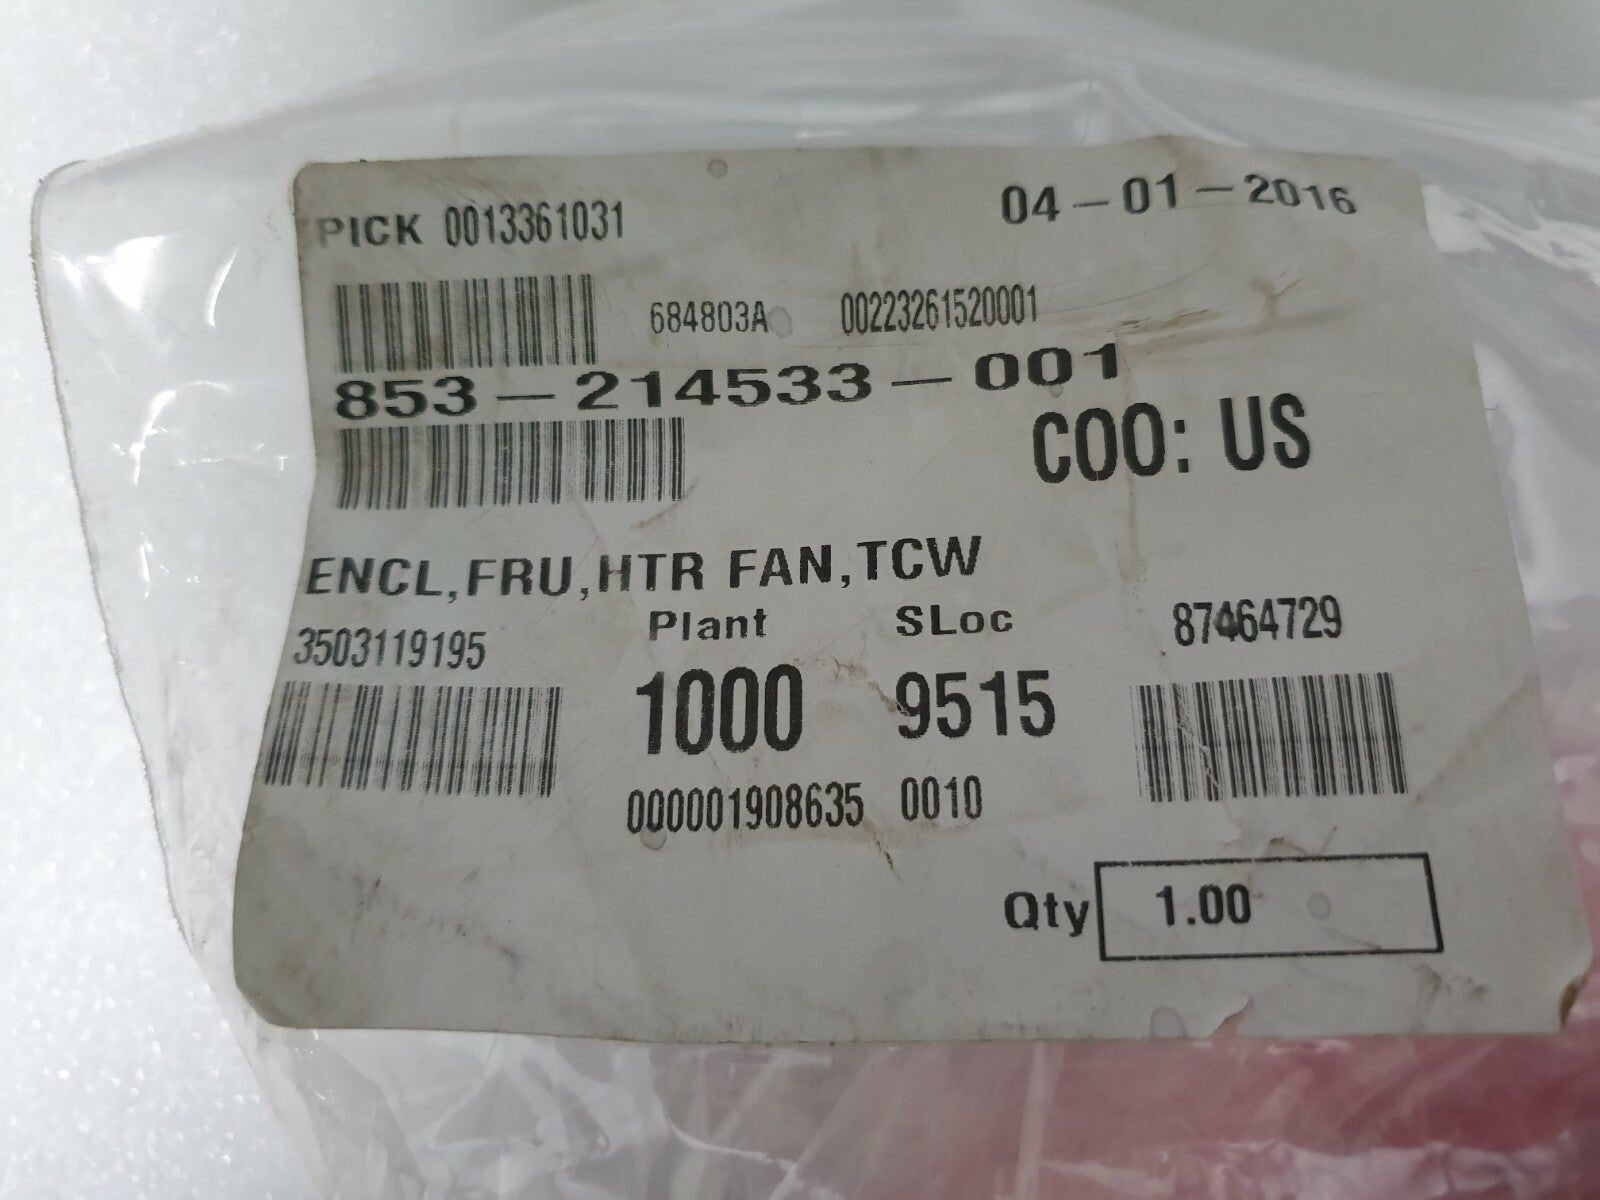 PICK 0013361031 04-01-2016
684803A 00223261520001
853-214533-001
COO: US
ENCL,FRU,HTR FAN,TCW
3503119195 Plant SLoc 87464729
1000 9515
000001908635 0010
Qty 1.00